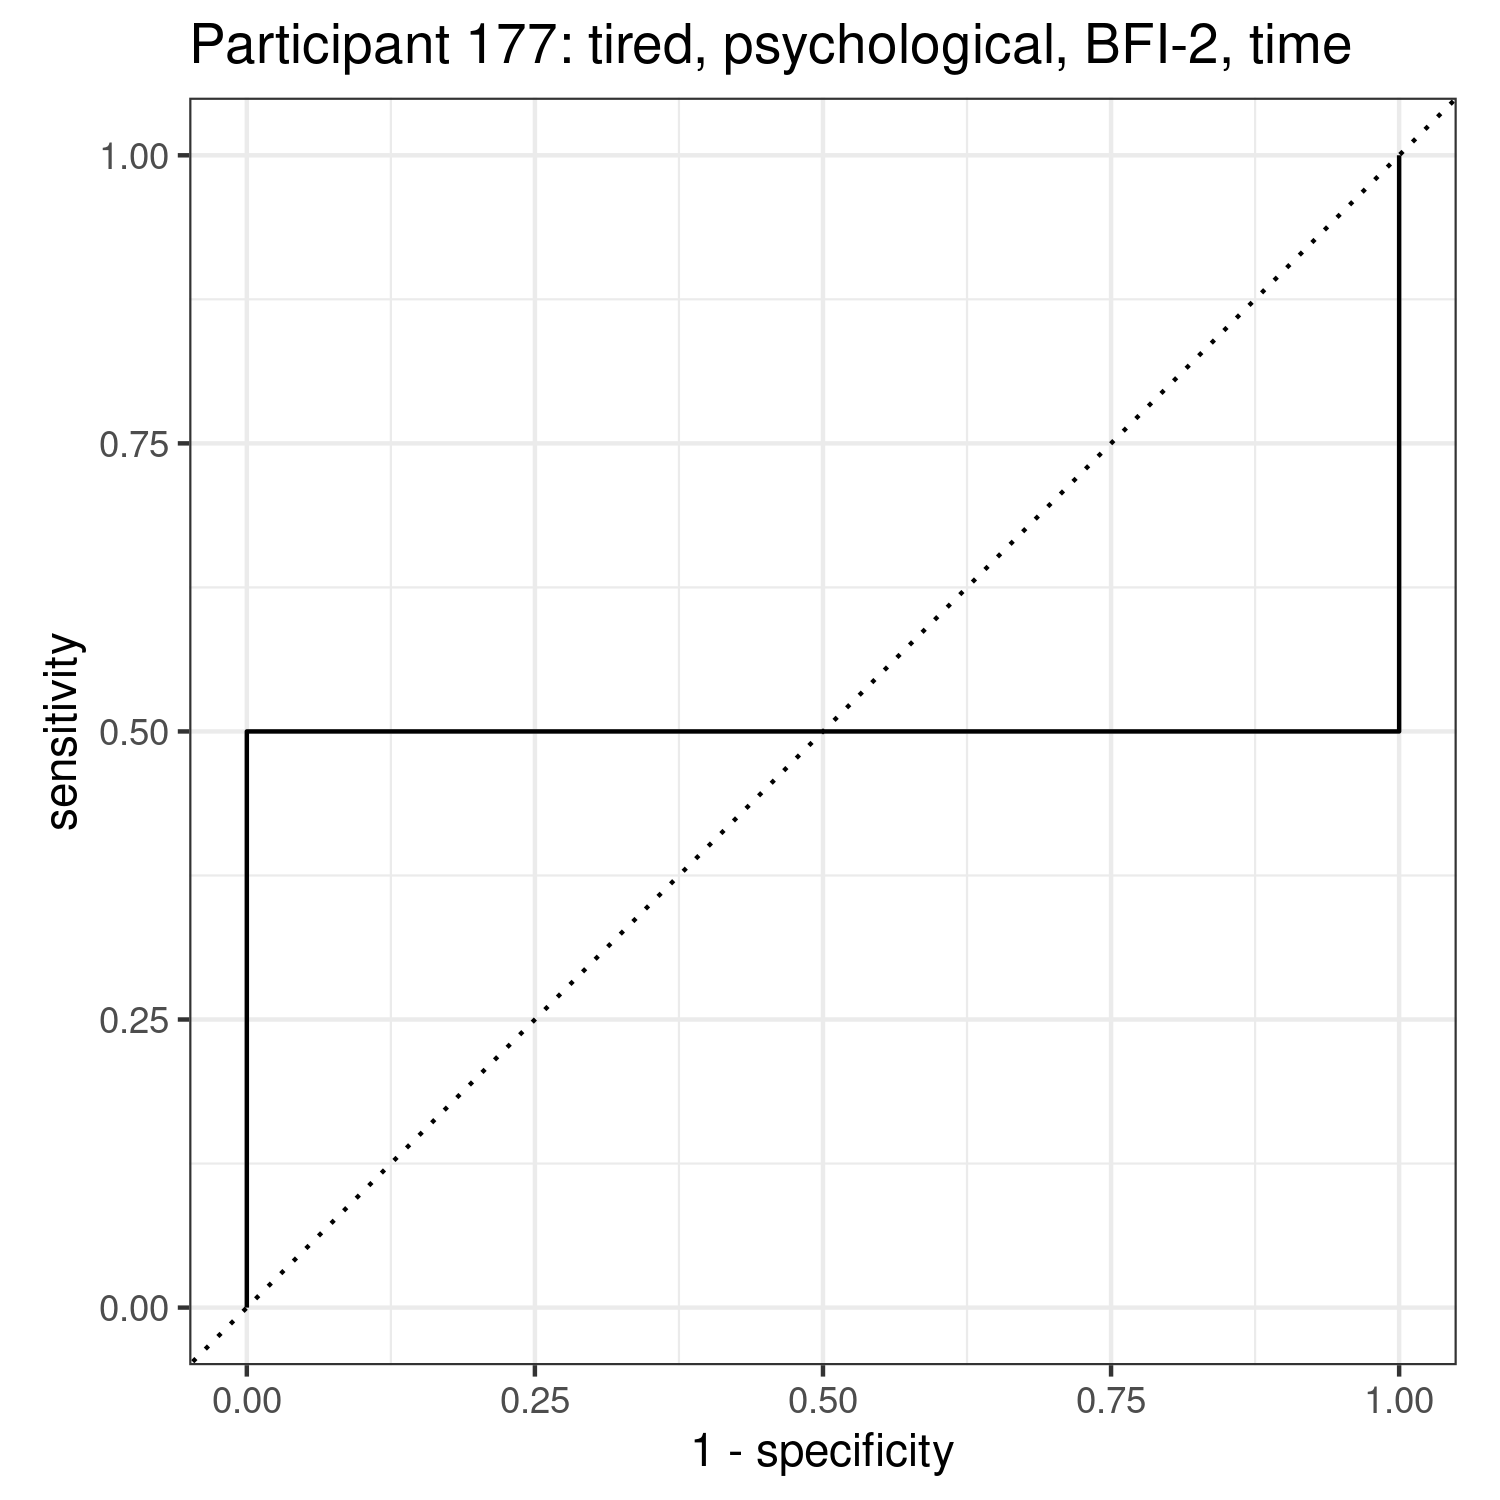 Participant 177: tired, psychological, BFI-2, time
1.00
0.75
0.50
0.25
0.00
sensitivity
0.00 0.25 0.50 0.75 1.00
1 - specificity